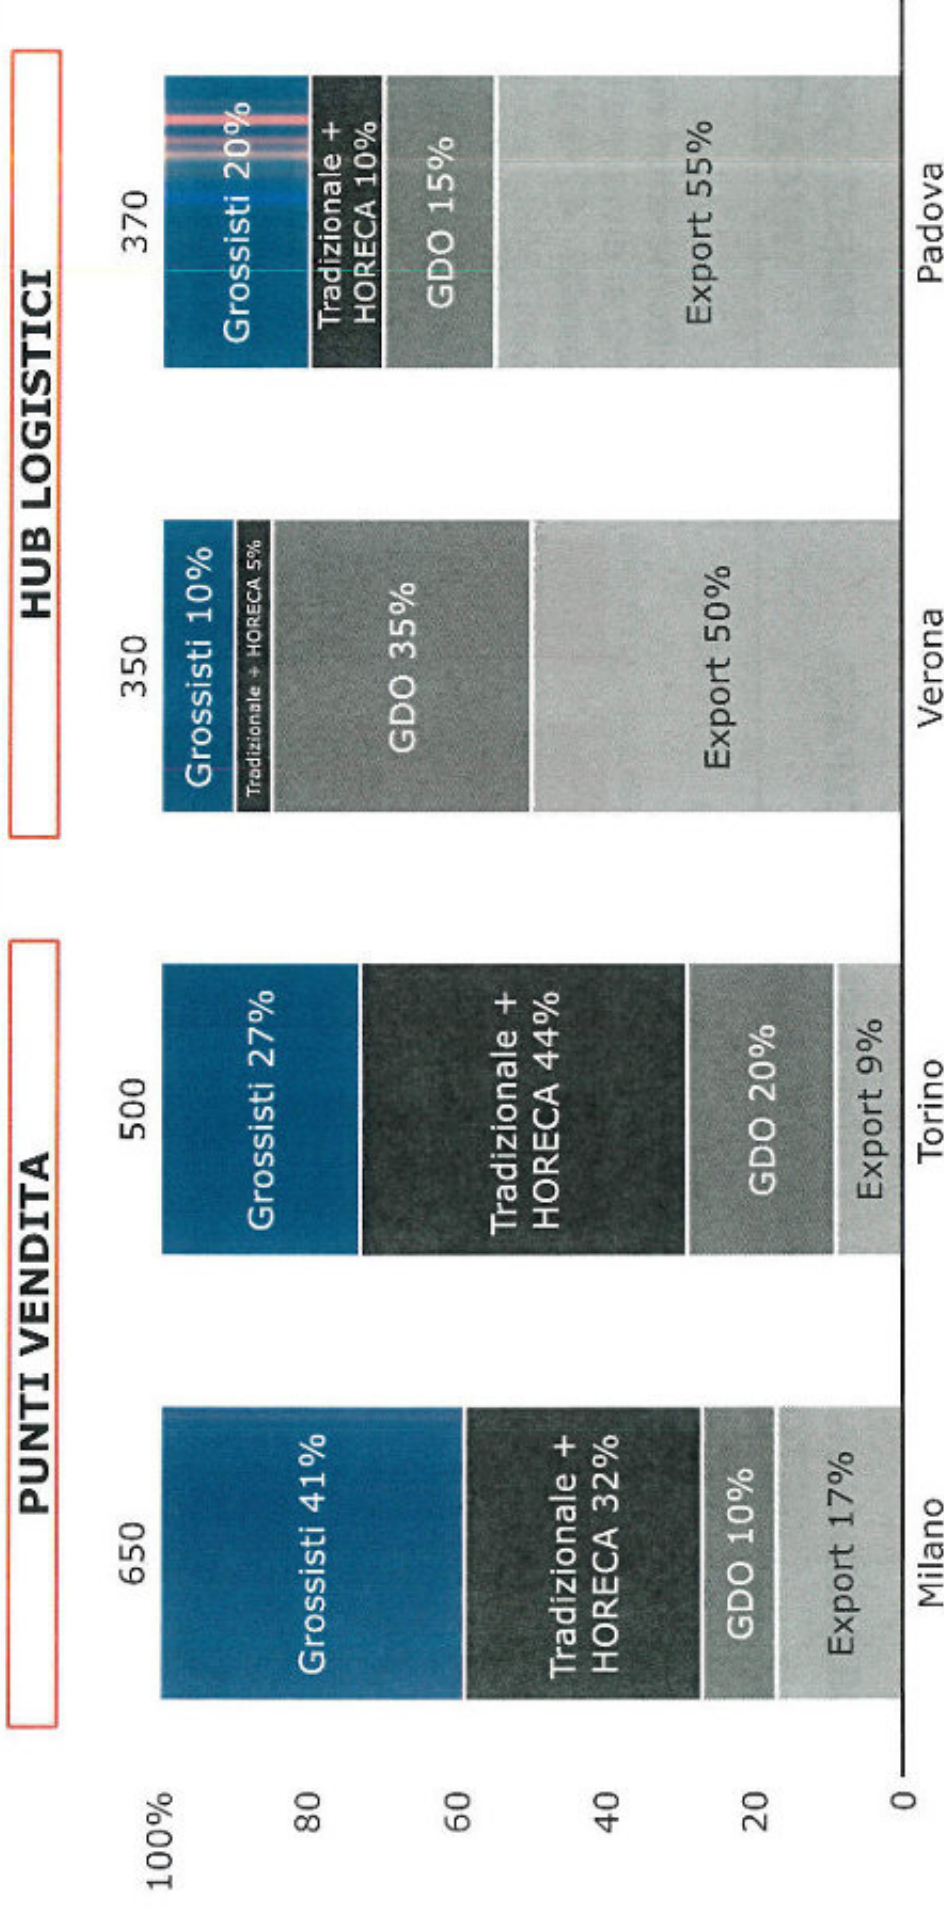 PUNTI VENDITA
HUB LOGISTICI
650
500
350
370
100%
80
60
40
20
0
Grossisti 41%
Tradizionale +
HORECA 32%
GDO 10%
Export 17%
Grossisti 27%
Tradizionale +
HORECA 44%
GDO 20%
Export 9%
Grossisti 10%
Tradizionale + HORECA 5%
GDO 35%
Export 50%
Grossisti 20%
Tradizionale +
HORECA 10%
GDO 15%
Export 55%
Milano
Torino
Verona
Padova